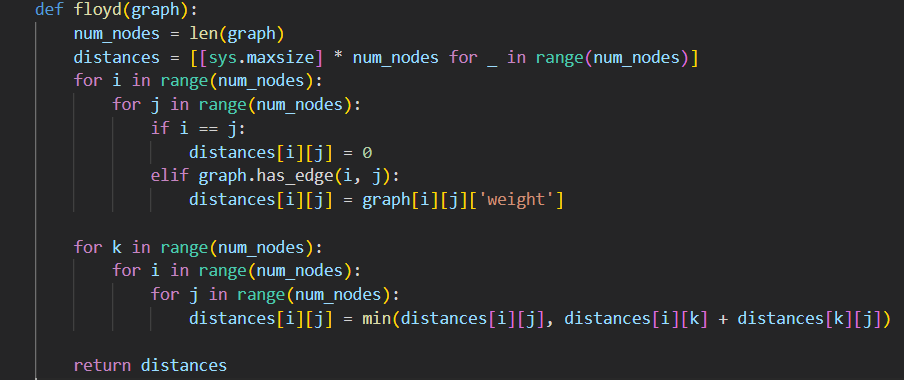 def floyd(graph):
    num_nodes = len(graph)
    distances = [[sys.maxsize] * num_nodes for _ in range(num_nodes)]
    for i in range(num_nodes):
        for j in range(num_nodes):
            if i == j:
                distances[i][j] = 0
            elif graph.has_edge(i, j):
                distances[i][j] = graph[i][j]['weight']

    for k in range(num_nodes):
        for i in range(num_nodes):
            for j in range(num_nodes):
                distances[i][j] = min(distances[i][j], distances[i][k] + distances[k][j])

    return distances